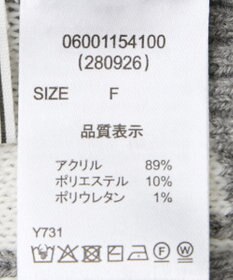 06001154100
(280926)
SIZE F
品質表示
アクリル 89%
ポリエステル 10%
ポリウレタン 1%
Y731